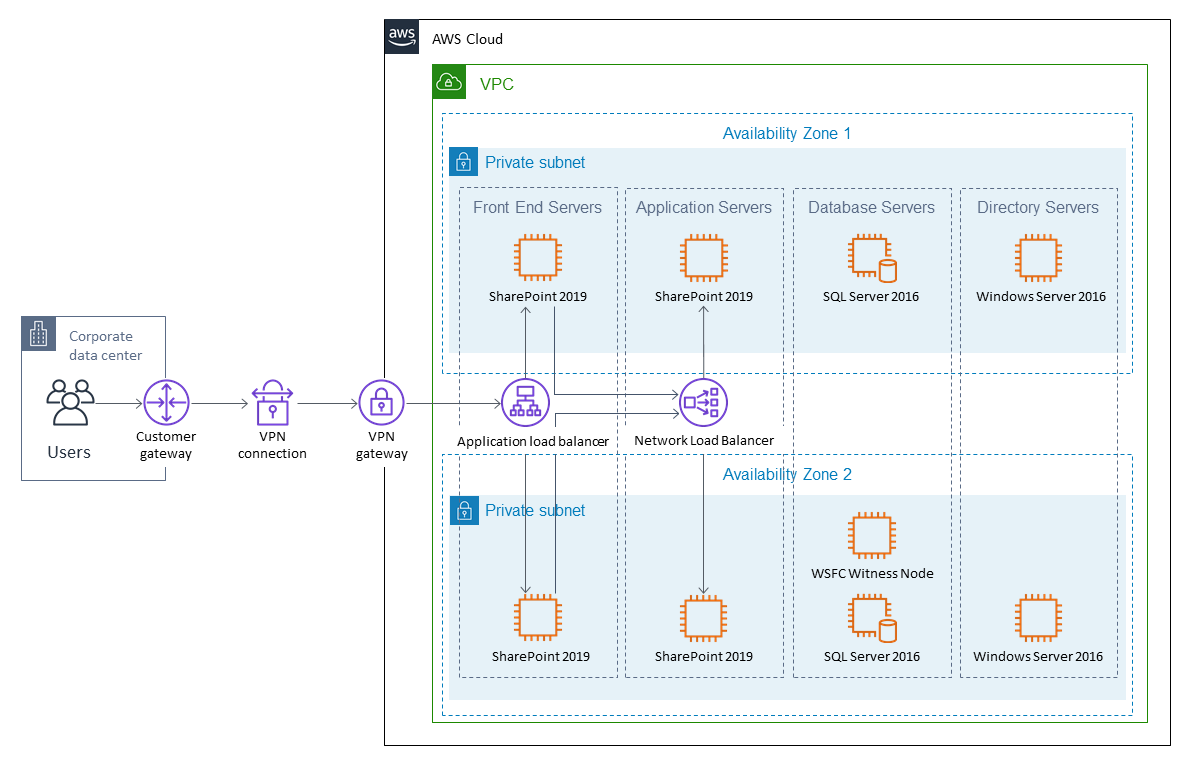 aws
AWS Cloud
VPC
Availability Zone 1
Private subnet
Front End Servers
Application Servers
Database Servers
Directory Servers
SharePoint 2019
SharePoint 2019
SQL Server 2016
Windows Server 2016
Corporate
data center
Users
Customer
gateway
VPN
connection
VPN
gateway
Application load balancer
Network Load Balancer
Availability Zone 2
Private subnet
WSFC Witness Node
SharePoint 2019
SharePoint 2019
SQL Server 2016
Windows Server 2016